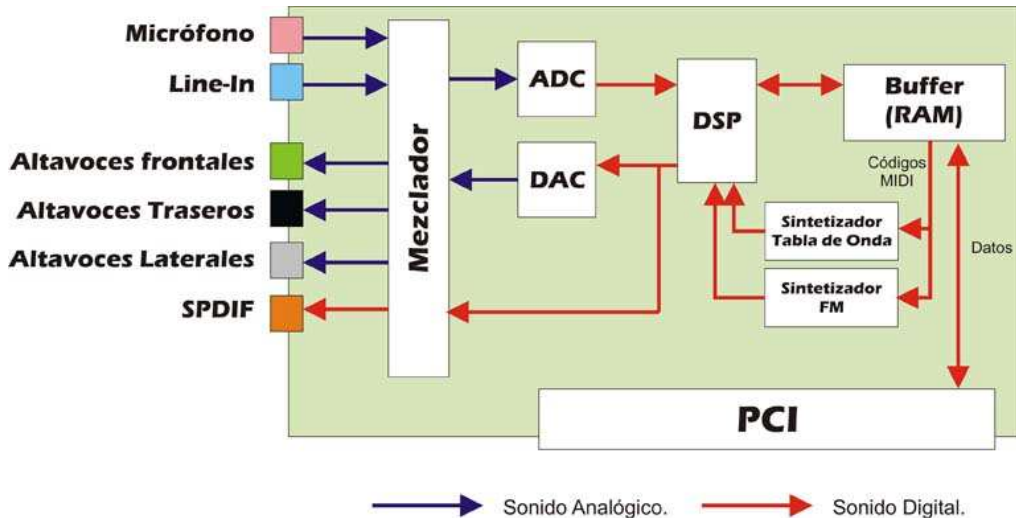 Micrófono
Line-In
Altavoces frontales
Altavoces Traseros
Altavoces Laterales
SPDIF
Mezclador
ADC
DAC
DSP
Buffer
(RAM)
Códigos
MIDI
Sintetizador
Tabla de Onda
Sintetizador
FM
Datos
PCI
Sonido Analógico.
Sonido Digital.